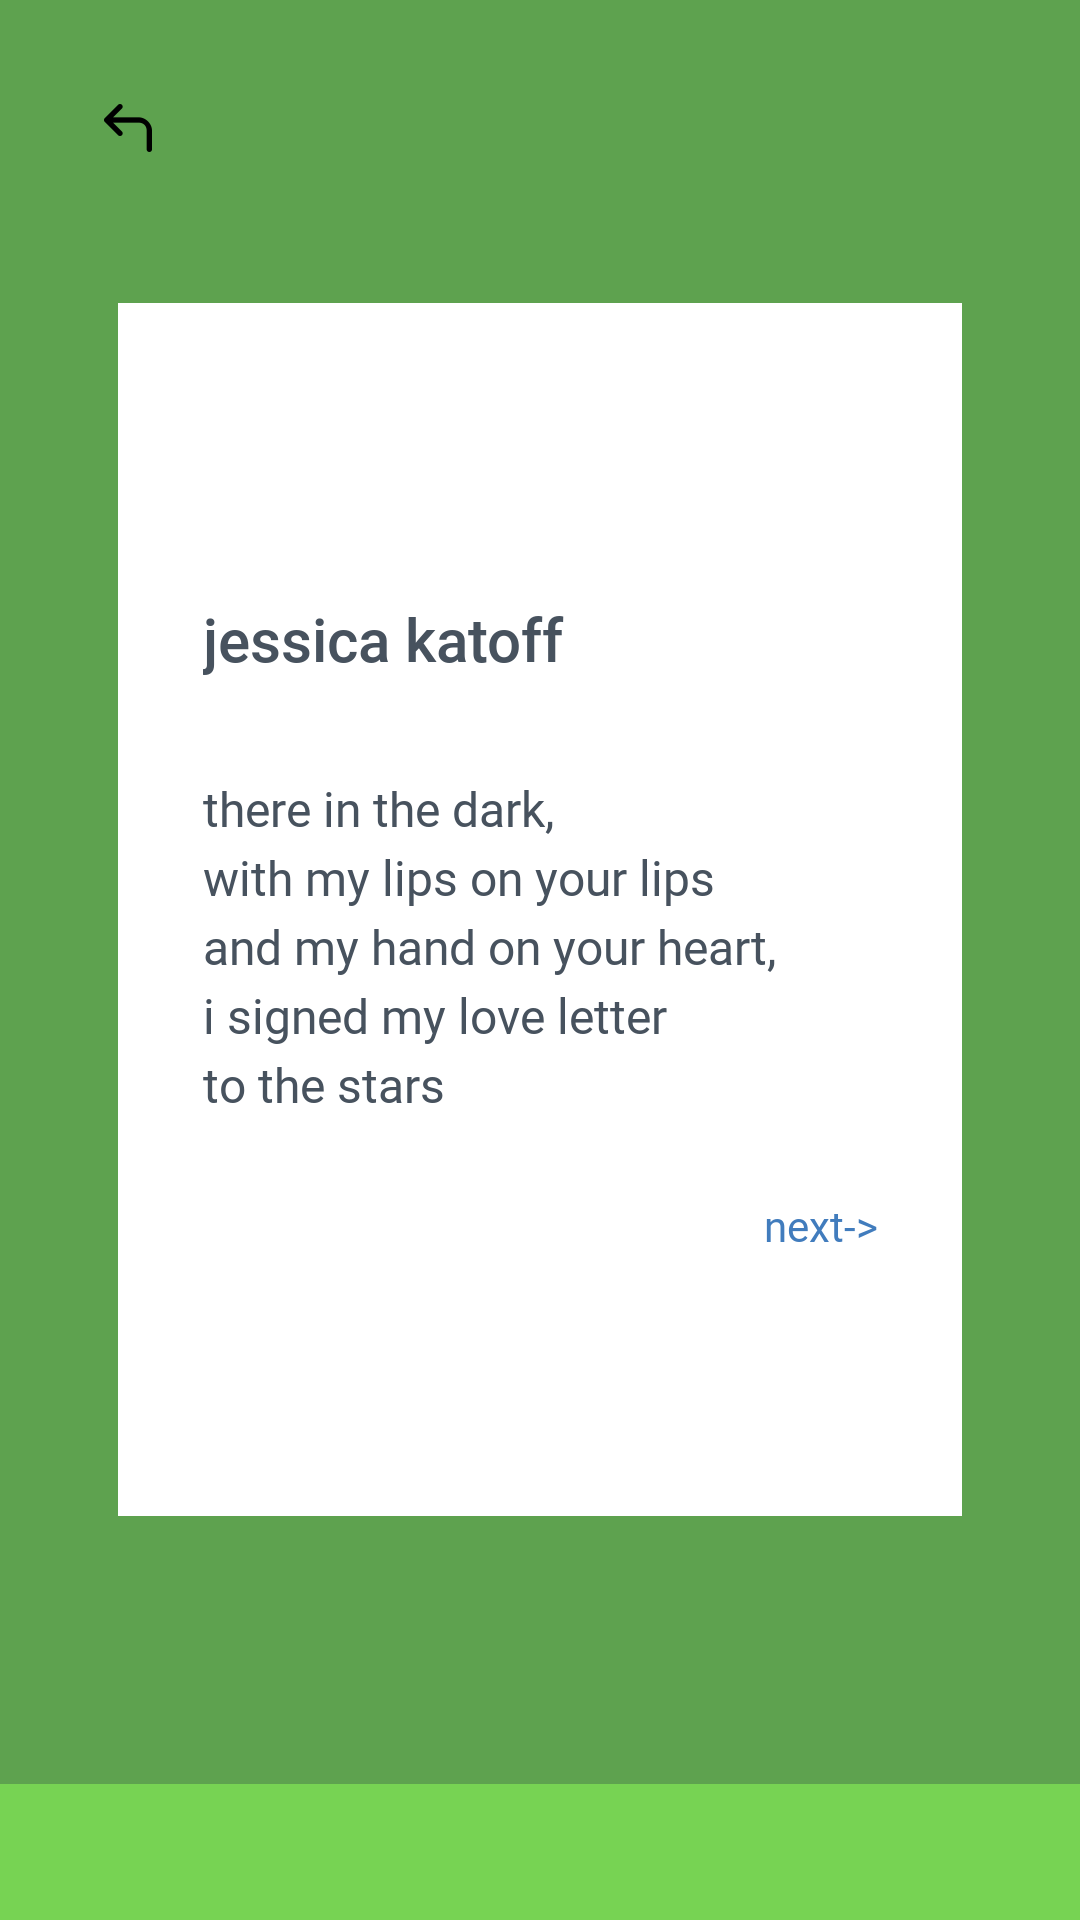 jessica katoff
there in the dark,
with my lips on your lips
and my hand on your heart,
i signed my love letter
to the stars
next->